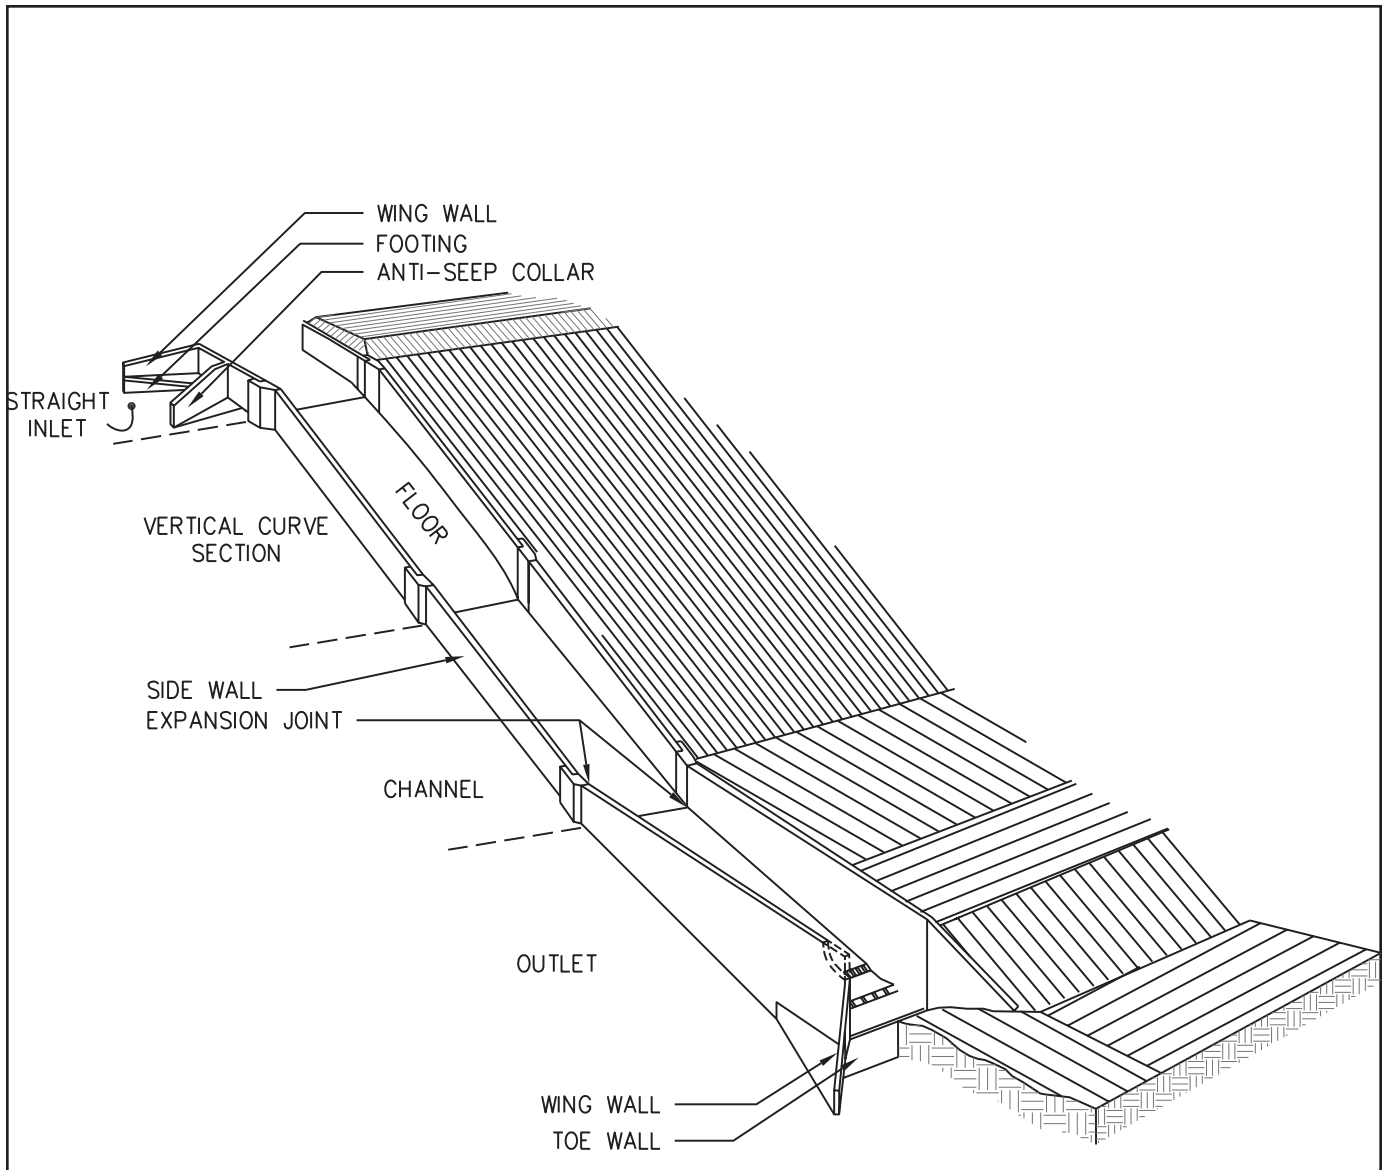 WING WALL
FOOTING
ANTI-SEEP COLLAR
STRAIGHT
INLET
FLOOR
VERTICAL CURVE
SECTION
SIDE WALL
EXPANSION JOINT
CHANNEL
OUTLET
WING WALL
TOE WALL